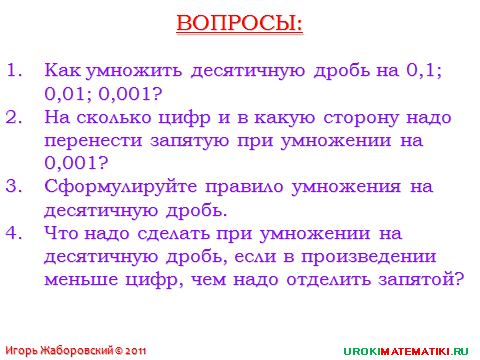 ВОПРОСЫ:
1. Как умножить десятичную дробь на 0,1;
0,01; 0,001?
2. На сколько цифр и в какую сторону надо
перенести запятую при умножении на
0,001?
3. Сформулируйте правило умножения на
десятичную дробь.
4. Что надо сделать при умножении на
десятичную дробь, если в произведении
меньше цифр, чем надо отделить запятой?
Игорь Жаборовский © 2011
UROKIMATEMATIKI.RU